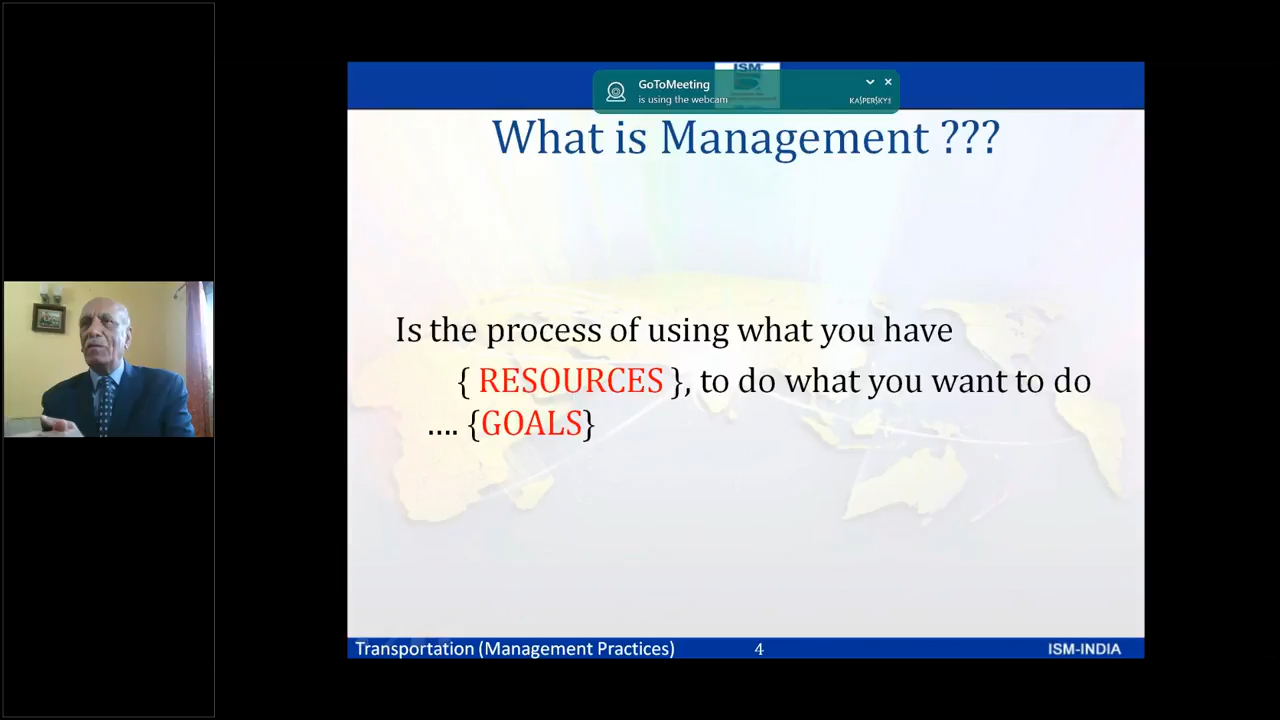 ISM
GoToMeeting
is using the webcam
KASPERSKY
What is Management ???
Is the process of using what you have
{ RESOURCES }, to do what you want to do
.... {GOALS}
Transportation (Management Practices)
4
ISM-INDIA